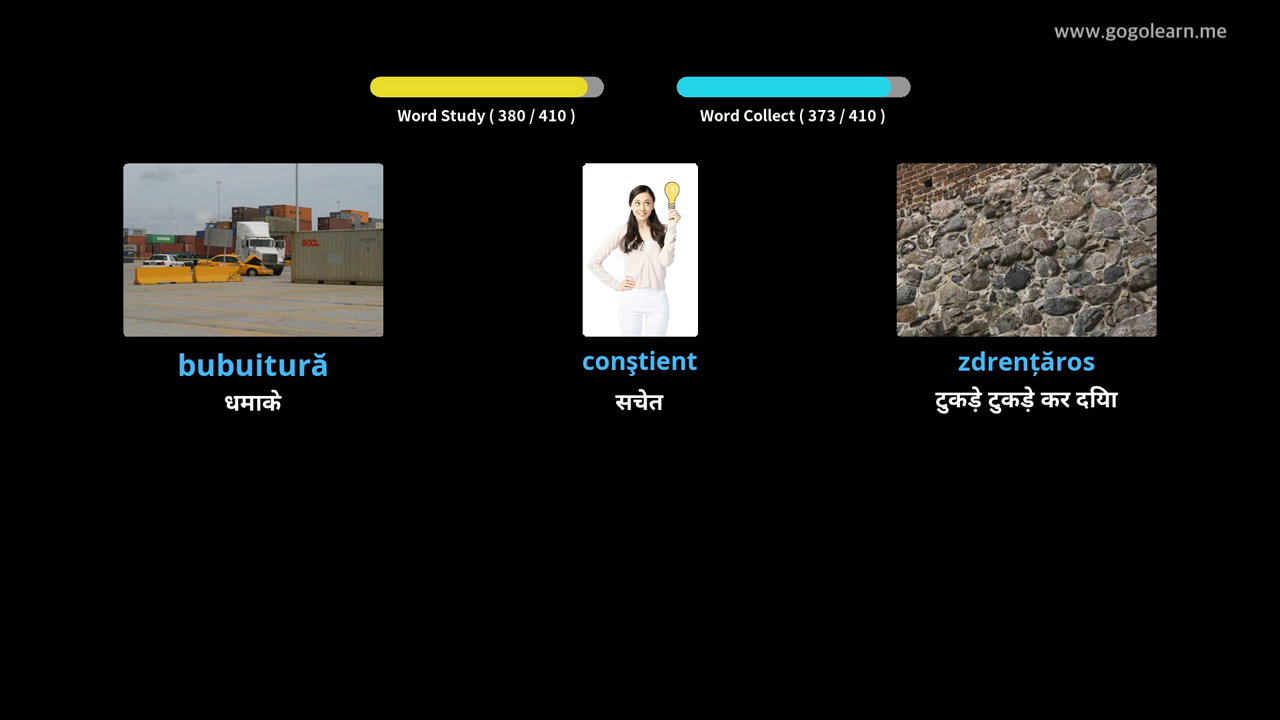 www.gogolearn.me
Word Study ( 380 / 410 )
Word Collect ( 373 / 410 )
OOCL
bubuitură
conştient
zdrențăros
धमाके
सचेत
टुकड़े टुकड़े कर दिया